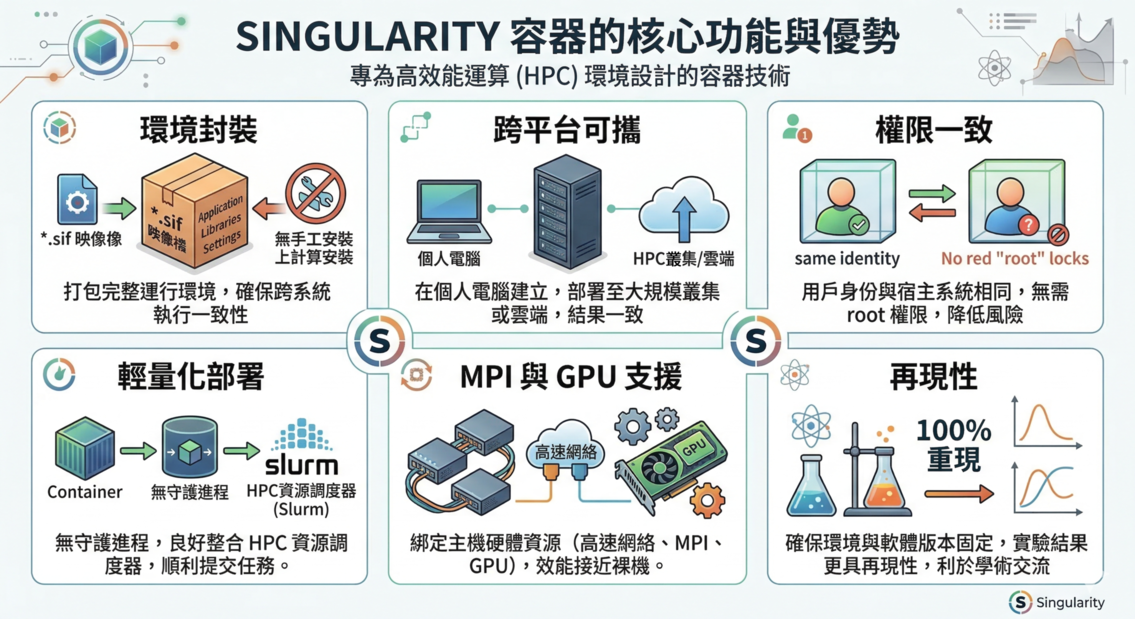 SINGULARITY 容器的核心功能與優勢
專為高效能運算 (HPC) 環境設計的容器技術
環境封裝
*.sif 映像檔
*.sif
映像檔
Application
Libraries
Settings
無手工安裝
上計算安裝
打包完整運行環境，確保跨系統
執行一致性
跨平台可攜
個人電腦
HPC叢集/雲端
在個人電腦建立，部署至大規模叢集
或雲端，結果一致
1
權限一致
same identity
?
No red "root" locks
用戶身份與宿主系統相同，無需
root 權限，降低風險
S
S
輕量化部署
Container
無守護進程
slurm
HPC資源調度器
(Slurm)
無守護進程，良好整合 HPC 資源調
度器，順利提交任務。
MPI 與 GPU 支援
高速網絡
GPU
綁定主機硬體資源（高速網絡、MPI、
GPU），效能接近裸機。
再現性
100%
重現
確保環境與軟體版本固定，實驗結果
更具再現性，利於學術交流
S Singularity